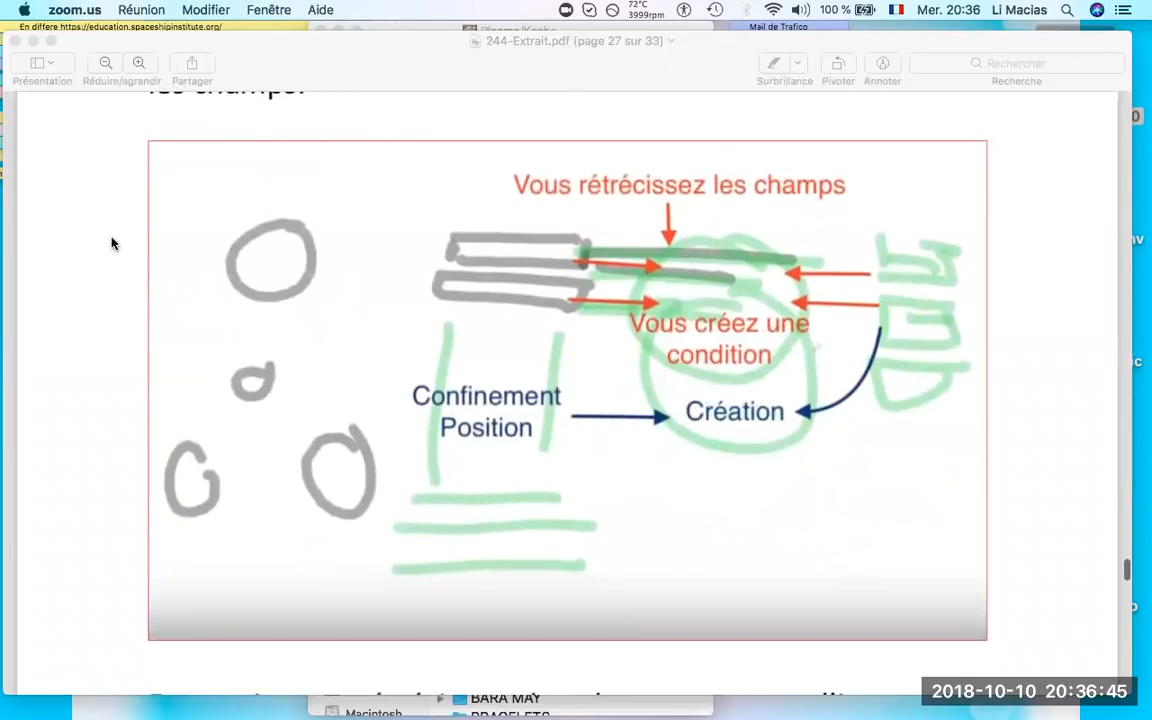 zoom.us Réunion Modifier Fenêtre Aide
72°C
3999rpm
100 %
Mer. 20:36 Li Macias
En differe https://education.spaceshipinstitute.org/
Mail de Trafico
244-Extrait.pdf (page 27 sur 33)
Rechercher
Présentation Réduire/agrandir Partager Surbrillance Pivoter Annoter Recherche
les champs.
Vous rétrécissez les champs
Vous créez une
condition
Confinement
Position
Création
BARA MAY
Macintosh
BRACELETS
2018-10-10 20:36:45